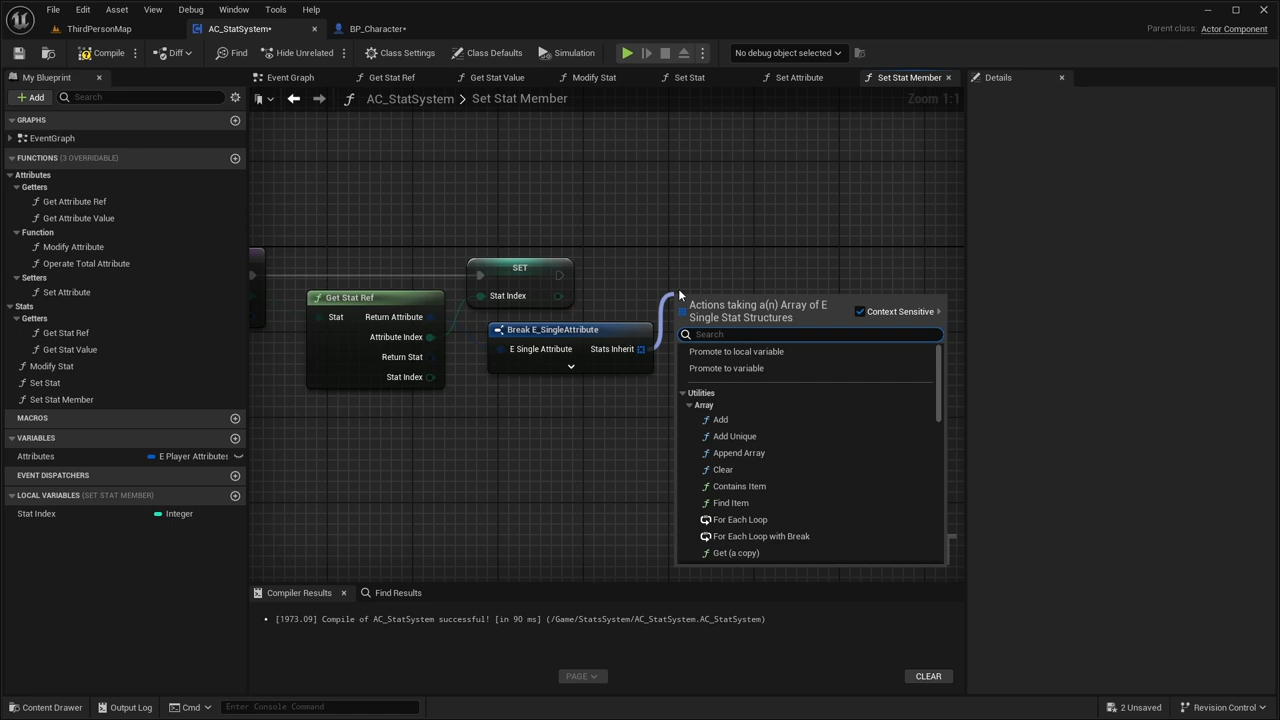 File Edit Asset View Debug Window Tools Help
ThirdPersonMap AC_StatSystem* BP_Character* Parent class: Actor Component
Compile Diff Find Hide Unrelated Class Settings Class Defaults Simulation No debug object selected
My Blueprint Event Graph Get Stat Ref Get Stat Value Modify Stat Set Stat Set Attribute Set Stat Member Details
Add Search AC_StatSystem > Set Stat Member Zoom 1:1
GRAPHS
EventGraph
FUNCTIONS (3 OVERRIDABLE)
Attributes
Getters
Get Attribute Ref
Get Attribute Value
Function
Modify Attribute
Operate Total Attribute
Setters
Set Attribute
Stats
Getters
Get Stat Ref
Get Stat Value
Modify Stat
Set Stat
Set Stat Member
MACROS
VARIABLES
Attributes E Player Attributes
EVENT DISPATCHERS
LOCAL VARIABLES (SET STAT MEMBER)
Stat Index Integer
SET
Stat Index
Get Stat Ref
Stat Return Attribute
Attribute Index
Return Stat
Stat Index
Break E_SingleAttribute
E Single Attribute Stats Inherit
Actions taking a(n) Array of E
Single Stat Structures
Context Sensitive
Search
Promote to local variable
Promote to variable
Utilities
Array
Add
Add Unique
Append Array
Clear
Contains Item
Find Item
For Each Loop
For Each Loop with Break
Get (a copy)
Compiler Results Find Results
[1973.09] Compile of AC_StatSystem successful! [in 90 ms] (/Game/StatsSystem/AC_StatSystem.AC_StatSystem)
PAGE CLEAR
Content Drawer Output Log Cmd Enter Console Command 2 Unsaved Revision Control